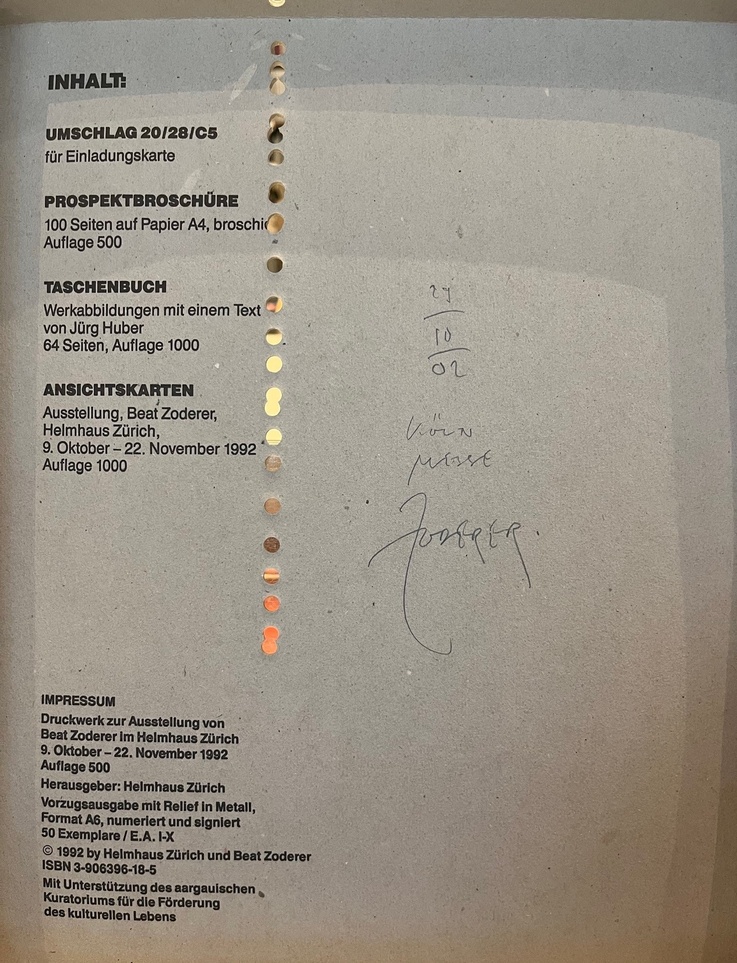 INHALT:
UMSCHLAG 20/28/C5
für Einladungskarte
PROSPEKTBROSCHÜRE
100 Seiten auf Papier A4,
Auflage 500
TASCHENBUCH
Werkabbildungen mit einem Text
von Jürg Huber
64 Seiten, Auflage 1000
ANSICHTSKARTEN
Ausstellung, Beat Zoderer,
Helmhaus Zürich,
9. Oktober – 22. November 1992
Auflage 1000
10
02
KÖLN
MESSE
ZODERER.
IMPRESSUM
Druckwerk zur Ausstellung von
Beat Zoderer im Helmhaus Zürich
9. Oktober – 22. November 1992
Auflage 500
Herausgeber: Helmhaus Zürich
Vorzugsausgabe mit Relief in Metall,
Format A6, numeriert und signiert
50 Exemplare / E.A. I-X
© 1992 by Helmhaus Zürich und Beat Zoderer
ISBN 3-906396-18-5
Mit Unterstützung des aargauischen
Kuratoriums für die Förderung
des kulturellen Lebens